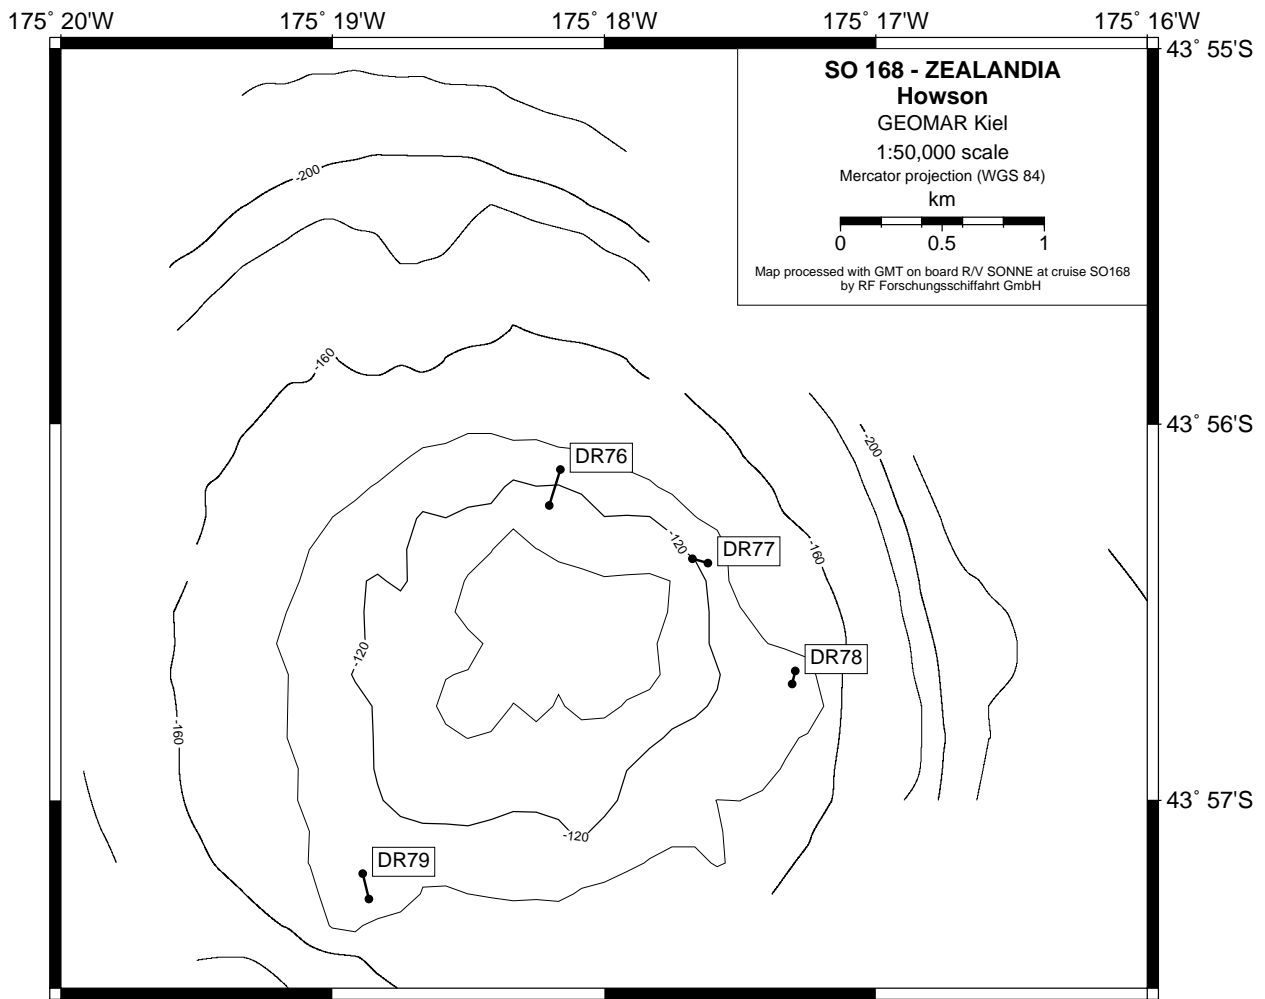 175° 20'W 175° 19'W 175° 18'W 175° 17'W 175° 16'W
43° 55'S
SO 168 - ZEALANDIA
Howson
GEOMAR Kiel
1:50,000 scale
Mercator projection (WGS 84)
km
0 0.5 1
Map processed with GMT on board R/V SONNE at cruise SO168
by RF Forschungsschiffahrt GmbH
-200
-160
43° 56'S
-200
DR76
-120
DR77
-160
-120
DR78
-160
43° 57'S
-120
DR79